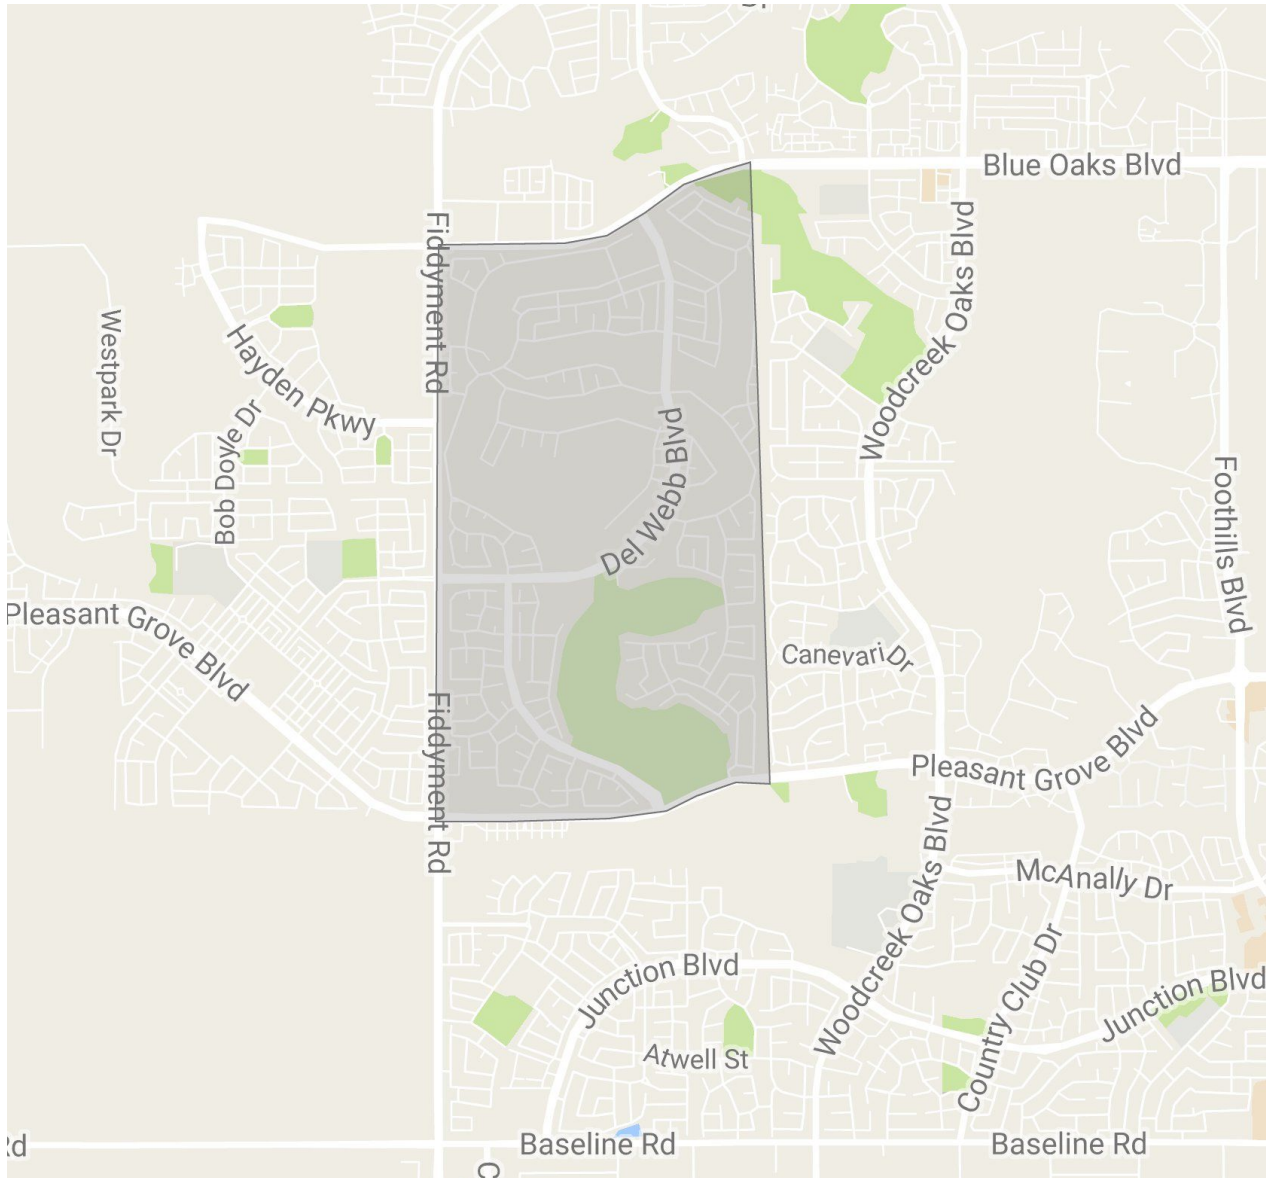 Blue Oaks Blvd
Fiddyment Rd
Woodcreek Oaks Blvd
Westpark Dr
Hayden Pkwy
Bob Doyle Dr
Del Webb Blvd
Foothills Blvd
Pleasant Grove Blvd
Canevari Dr
Fiddyment Rd
Pleasant Grove Blvd
Woodcreek Oaks Blvd
McAnally Dr
Country Club Dr
Junction Blvd
Junction Blvd
Atwell St
Rd
Baseline Rd
Baseline Rd
C